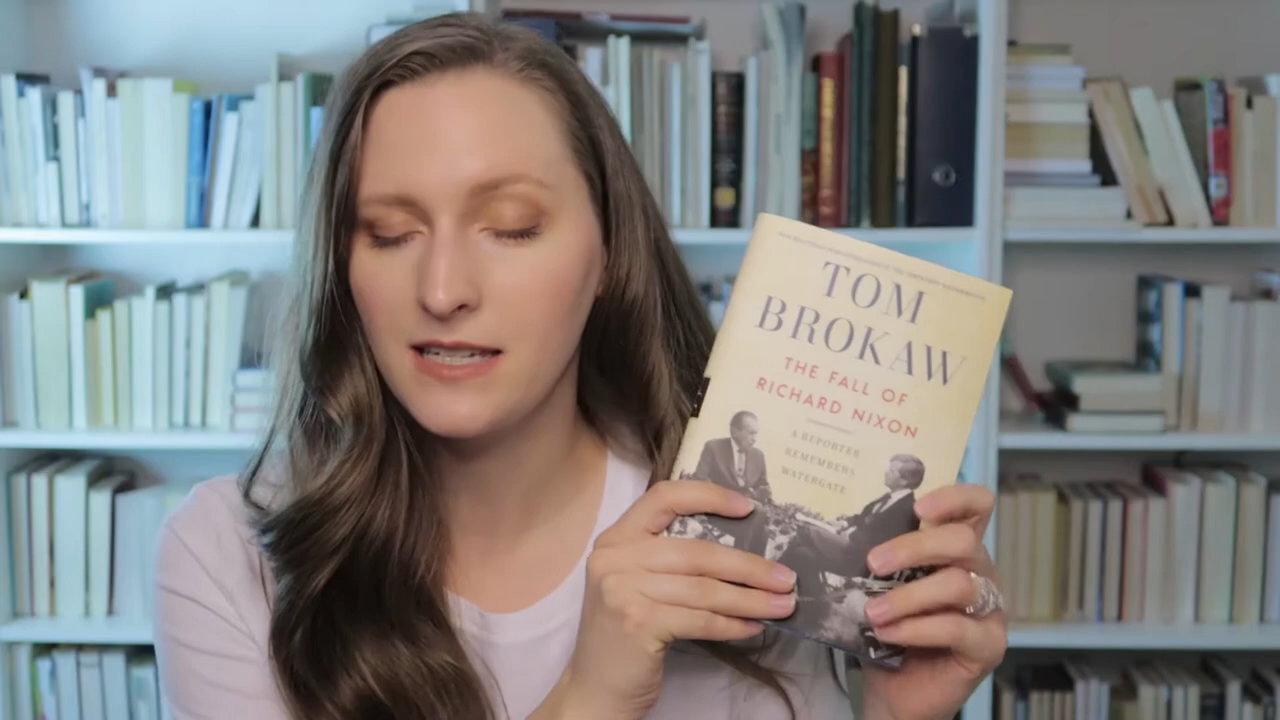 TOM
BROKAW
THE FALL OF
RICHARD NIXON
A REPORTER
REMEMBERS
WATERGATE